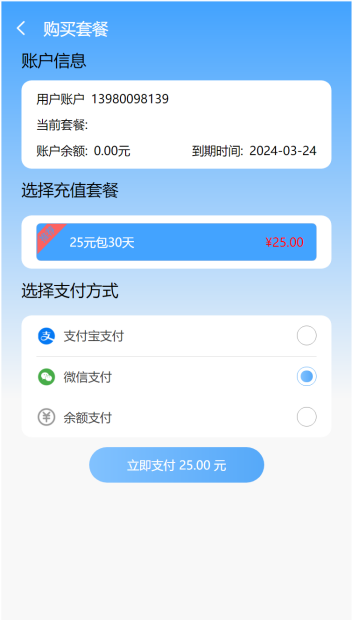 购买套餐
账户信息
用户账户 13980098139
当前套餐:
账户余额: 0.00元 到期时间: 2024-03-24
选择充值套餐
25元包30天 ¥25.00
选择支付方式
支付宝支付
微信支付
余额支付
立即支付 25.00 元